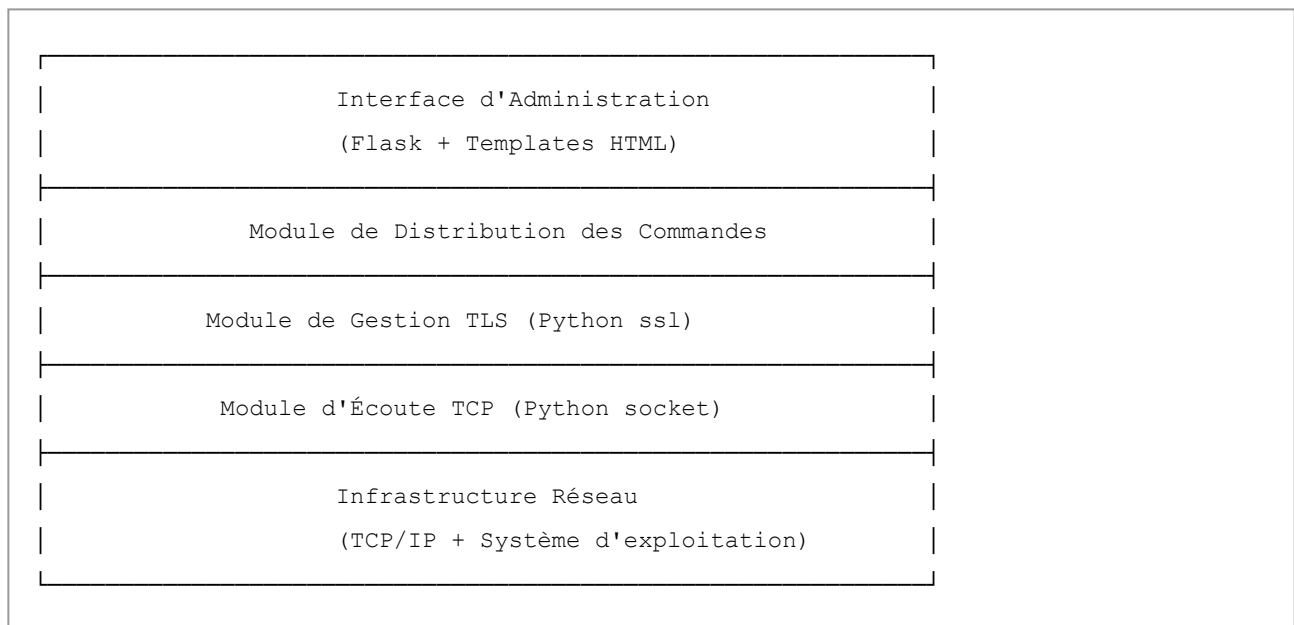 Interface d'Administration
(Flask + Templates HTML)
Module de Distribution des Commandes
Module de Gestion TLS (Python ssl)
Module d'Écoute TCP (Python socket)
Infrastructure Réseau
(TCP/IP + Système d'exploitation)